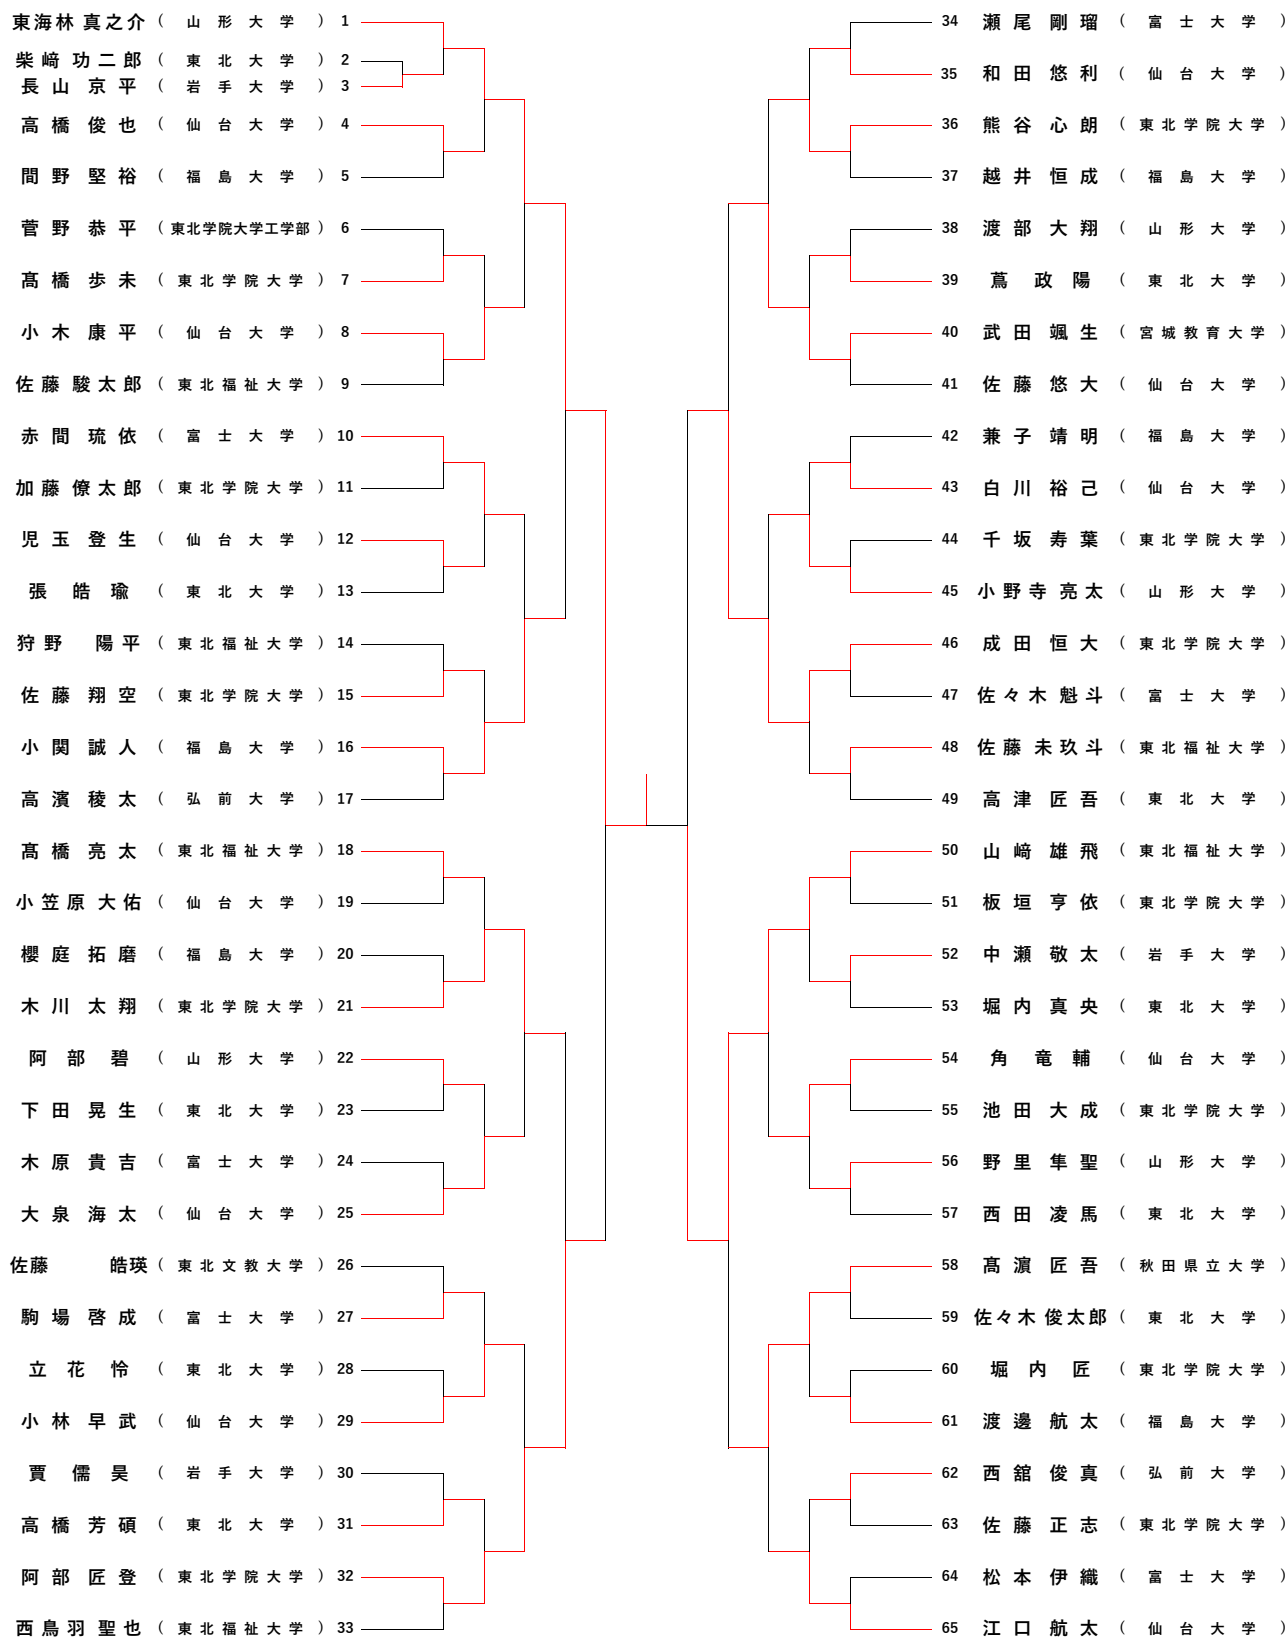 東海林 真之介 ( 山形大学 ) 1
柴﨑 功二郎 ( 東北大学 ) 2
長山 京平 ( 岩手大学 ) 3
高橋 俊也 ( 仙台大学 ) 4
間野 堅裕 ( 福島大学 ) 5
菅野 恭平 ( 東北学院大学工学部 ) 6
髙橋 歩未 ( 東北学院大学 ) 7
小木 康平 ( 仙台大学 ) 8
佐藤 駿太郎 ( 東北福祉大学 ) 9
赤間 琉依 ( 富士大学 ) 10
加藤 僚太郎 ( 東北学院大学 ) 11
児玉 登生 ( 仙台大学 ) 12
張 皓瑜 ( 東北大学 ) 13
狩野 陽平 ( 東北福祉大学 ) 14
佐藤 翔空 ( 東北学院大学 ) 15
小関 誠人 ( 福島大学 ) 16
高濱 稜太 ( 弘前大学 ) 17
髙橋 亮太 ( 東北福祉大学 ) 18
小笠原 大佑 ( 仙台大学 ) 19
櫻庭 拓磨 ( 福島大学 ) 20
木川 太翔 ( 東北学院大学 ) 21
阿部 碧 ( 山形大学 ) 22
下田 晃生 ( 東北大学 ) 23
木原 貴吉 ( 富士大学 ) 24
大泉 海太 ( 仙台大学 ) 25
佐藤 皓瑛 ( 東北文教大学 ) 26
駒場 啓成 ( 富士大学 ) 27
立花 怜 ( 東北大学 ) 28
小林 早武 ( 仙台大学 ) 29
賈 儒昊 ( 岩手大学 ) 30
高橋 芳碩 ( 東北大学 ) 31
阿部 匠登 ( 東北学院大学 ) 32
西鳥羽 聖也 ( 東北福祉大学 ) 33
34 瀬尾 剛瑠 ( 富士大学 )
35 和田 悠利 ( 仙台大学 )
36 熊谷 心朗 ( 東北学院大学 )
37 越井 恒成 ( 福島大学 )
38 渡部 大翔 ( 山形大学 )
39 蔦 政陽 ( 東北大学 )
40 武田 颯生 ( 宮城教育大学 )
41 佐藤 悠大 ( 仙台大学 )
42 兼子 靖明 ( 福島大学 )
43 白川 裕己 ( 仙台大学 )
44 千坂 寿葉 ( 東北学院大学 )
45 小野寺 亮太 ( 山形大学 )
46 成田 恒大 ( 東北学院大学 )
47 佐々木 魁斗 ( 富士大学 )
48 佐藤 未玖斗 ( 東北福祉大学 )
49 高津 匠吾 ( 東北大学 )
50 山﨑 雄飛 ( 東北福祉大学 )
51 板垣 亨依 ( 東北学院大学 )
52 中瀬 敬太 ( 岩手大学 )
53 堀内 真央 ( 東北大学 )
54 角 竜輔 ( 仙台大学 )
55 池田 大成 ( 東北学院大学 )
56 野里 隼聖 ( 山形大学 )
57 西田 凌馬 ( 東北大学 )
58 髙濵 匠吾 ( 秋田県立大学 )
59 佐々木 俊太郎 ( 東北大学 )
60 堀内 匠 ( 東北学院大学 )
61 渡邊 航太 ( 福島大学 )
62 西舘 俊真 ( 弘前大学 )
63 佐藤 正志 ( 東北学院大学 )
64 松本 伊織 ( 富士大学 )
65 江口 航太 ( 仙台大学 )